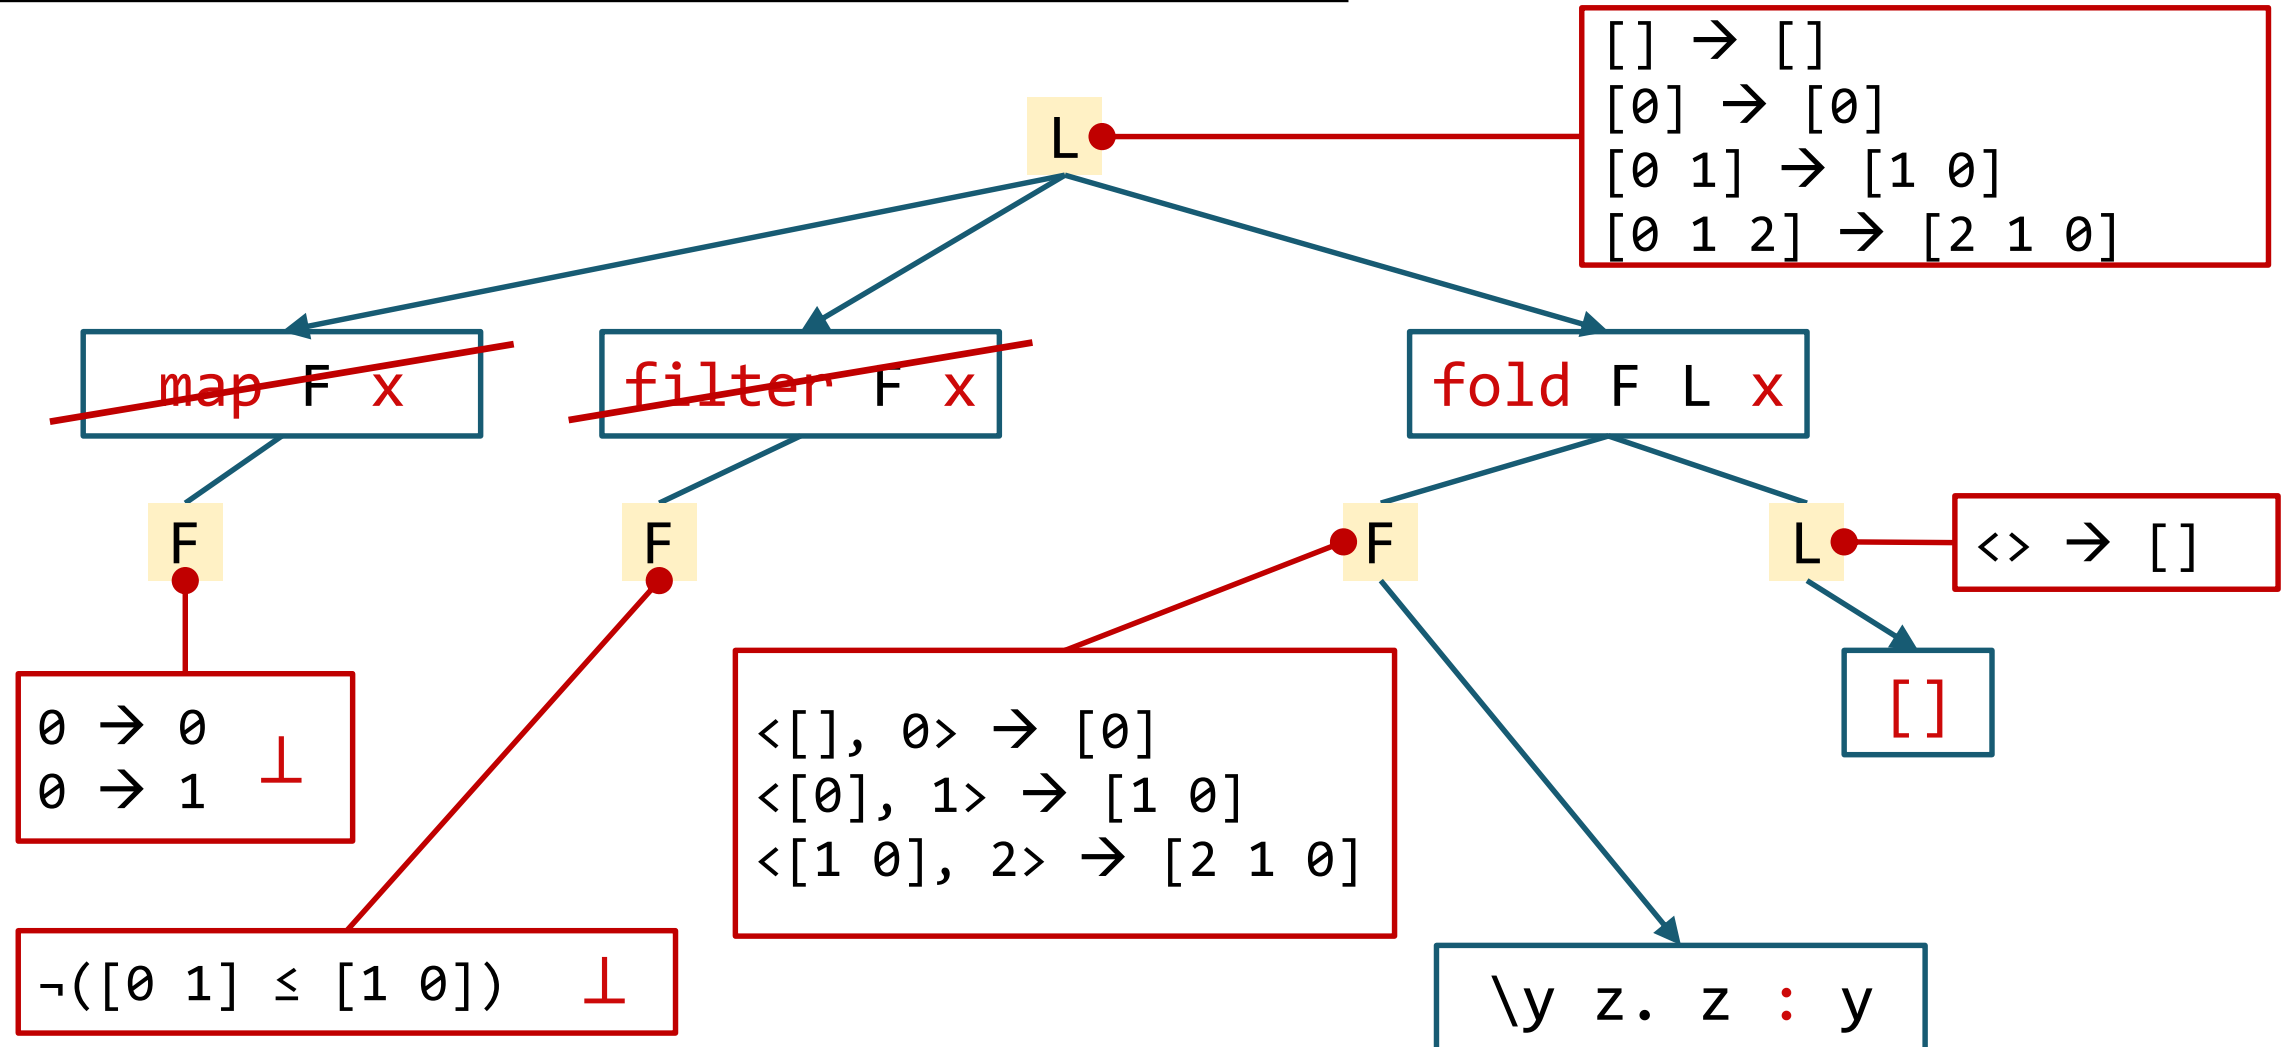 [] → []
[0] → [0]
[0 1] → [1 0]
[0 1 2] → [2 1 0]
L
map F x
filter F x
fold F L x
F
F
F
L
<> → []
[]
0 → 0
0 → 1
⊥
<[], 0> → [0]
<[0], 1> → [1 0]
<[1 0], 2> → [2 1 0]
¬([0 1] ≤ [1 0]) ⊥
\y z. z : y